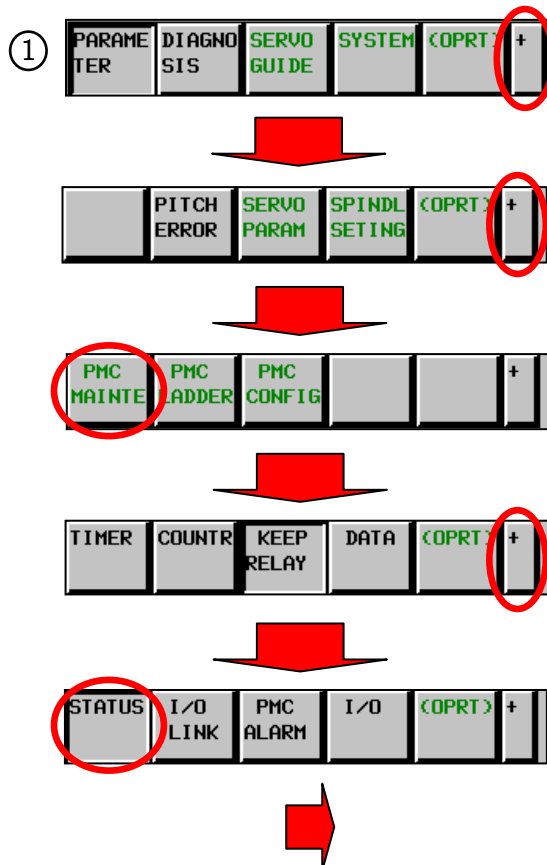 ①
PARAME DIAGNO SERVO SYSTEM (OPRT) +
TER SIS GUIDE
PITCH SERVO SPINDL (OPRT) +
ERROR PARAM SETING
PMC PMC PMC +
MAINTE LADDER CONFIG
TIMER COUNTR KEEP DATA (OPRT) +
RELAY
STATUS I/O PMC I/O (OPRT) +
LINK ALARM